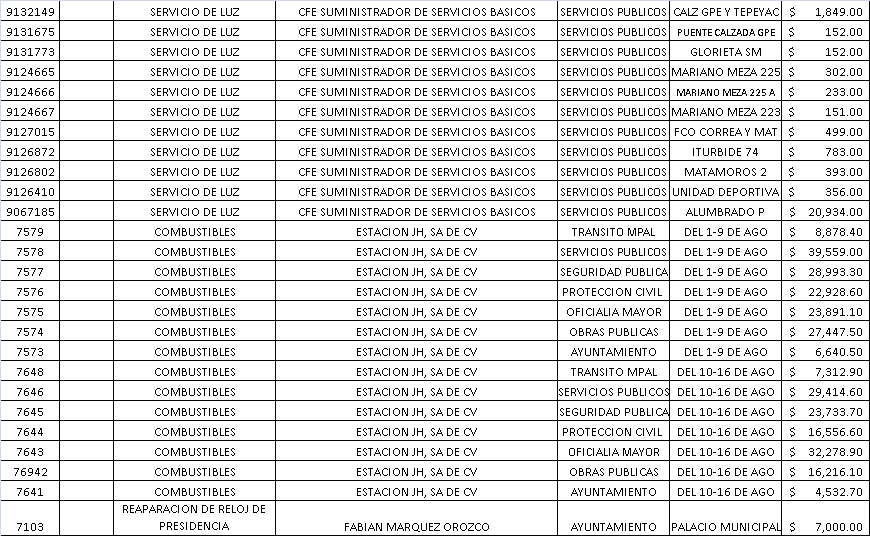 9132149 SERVICIO DE LUZ CFE SUMINISTRADOR DE SERVICIOS BASICOS SERVICIOS PUBLICOS CALZ GPE Y TEPEYAC $ 1,849.00
9131675 SERVICIO DE LUZ CFE SUMINISTRADOR DE SERVICIOS BASICOS SERVICIOS PUBLICOS PUENTE CALZADA GPE $ 152.00
9131773 SERVICIO DE LUZ CFE SUMINISTRADOR DE SERVICIOS BASICOS SERVICIOS PUBLICOS GLORIETA SM $ 152.00
9124665 SERVICIO DE LUZ CFE SUMINISTRADOR DE SERVICIOS BASICOS SERVICIOS PUBLICOS MARIANO MEZA 225 $ 302.00
9124666 SERVICIO DE LUZ CFE SUMINISTRADOR DE SERVICIOS BASICOS SERVICIOS PUBLICOS MARIANO MEZA 225 A $ 233.00
9124667 SERVICIO DE LUZ CFE SUMINISTRADOR DE SERVICIOS BASICOS SERVICIOS PUBLICOS MARIANO MEZA 223 $ 151.00
9127015 SERVICIO DE LUZ CFE SUMINISTRADOR DE SERVICIOS BASICOS SERVICIOS PUBLICOS FCO CORREA Y MAT $ 499.00
9126872 SERVICIO DE LUZ CFE SUMINISTRADOR DE SERVICIOS BASICOS SERVICIOS PUBLICOS ITURBIDE 74 $ 783.00
9126802 SERVICIO DE LUZ CFE SUMINISTRADOR DE SERVICIOS BASICOS SERVICIOS PUBLICOS MATAMOROS 2 $ 393.00
9126410 SERVICIO DE LUZ CFE SUMINISTRADOR DE SERVICIOS BASICOS SERVICIOS PUBLICOS UNIDAD DEPORTIVA $ 356.00
9067185 SERVICIO DE LUZ CFE SUMINISTRADOR DE SERVICIOS BASICOS SERVICIOS PUBLICOS ALUMBRADO P $ 20,934.00
7579 COMBUSTIBLES ESTACION JH, SA DE CV TRANSITO MPAL DEL 1-9 DE AGO $ 8,878.40
7578 COMBUSTIBLES ESTACION JH, SA DE CV SERVICIOS PUBLICOS DEL 1-9 DE AGO $ 39,559.00
7577 COMBUSTIBLES ESTACION JH, SA DE CV SEGURIDAD PUBLICA DEL 1-9 DE AGO $ 28,993.30
7576 COMBUSTIBLES ESTACION JH, SA DE CV PROTECCION CIVIL DEL 1-9 DE AGO $ 22,928.60
7575 COMBUSTIBLES ESTACION JH, SA DE CV OFICIALIA MAYOR DEL 1-9 DE AGO $ 23,891.10
7574 COMBUSTIBLES ESTACION JH, SA DE CV OBRAS PUBLICAS DEL 1-9 DE AGO $ 27,447.50
7573 COMBUSTIBLES ESTACION JH, SA DE CV AYUNTAMIENTO DEL 1-9 DE AGO $ 6,640.50
7648 COMBUSTIBLES ESTACION JH, SA DE CV TRANSITO MPAL DEL 10-16 DE AGO $ 7,312.90
7646 COMBUSTIBLES ESTACION JH, SA DE CV SERVICIOS PUBLICOS DEL 10-16 DE AGO $ 29,414.60
7645 COMBUSTIBLES ESTACION JH, SA DE CV SEGURIDAD PUBLICA DEL 10-16 DE AGO $ 23,733.70
7644 COMBUSTIBLES ESTACION JH, SA DE CV PROTECCION CIVIL DEL 10-16 DE AGO $ 16,556.60
7643 COMBUSTIBLES ESTACION JH, SA DE CV OFICIALIA MAYOR DEL 10-16 DE AGO $ 32,278.90
76942 COMBUSTIBLES ESTACION JH, SA DE CV OBRAS PUBLICAS DEL 10-16 DE AGO $ 16,216.10
7641 COMBUSTIBLES ESTACION JH, SA DE CV AYUNTAMIENTO DEL 10-16 DE AGO $ 4,532.70
REAPARACION DE RELOJ DE
7103 PRESIDENCIA FABIAN MARQUEZ OROZCO AYUNTAMIENTO PALACIO MUNICIPAL $ 7,000.00